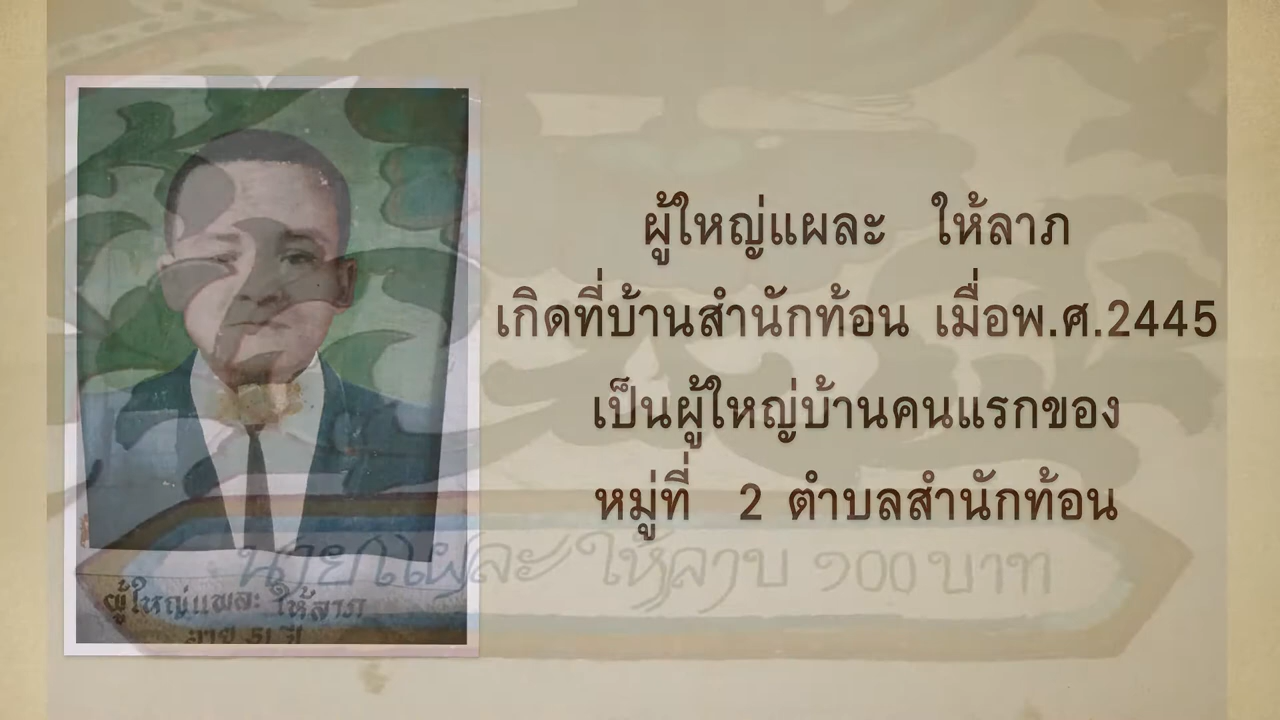 ผู้ใหญ่แผละ ให้ลาภ
เกิดที่บ้านสำนักท้อน เมื่อพ.ศ.2445
เป็นผู้ใหญ่บ้านคนแรกของ
หมู่ที่ 2 ตำบลสำนักท้อน
นายแผละ ให้ลาบ ๑๐๐ บาท
ผู้ใหญ่แผละ ให้ลาภ